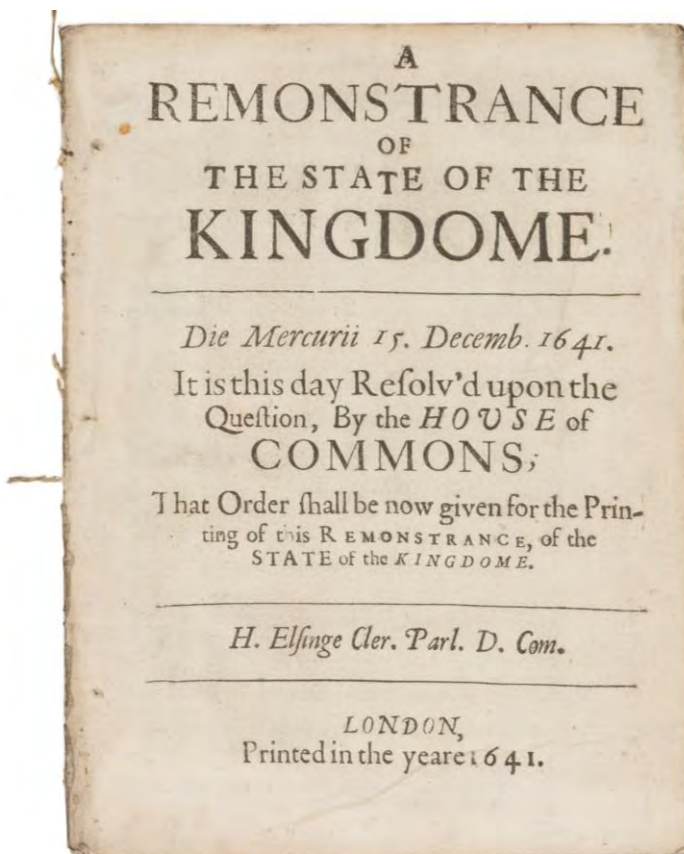 A
REMONSTRANCE
OF
THE STATE OF THE
KINGDOME.
Die Mercurii 15. Decemb. 1641.
It is this day Reſolv'd upon the
Queſtion, By the HOVSE of
COMMONS;
That Order ſhall be now given for the Prin-
ting of this REMONSTRANCE, of the
STATE of the KINGDOME.
H. Elſinge Cler. Parl. D. Com.
LONDON,
Printed in the yeare 1641.